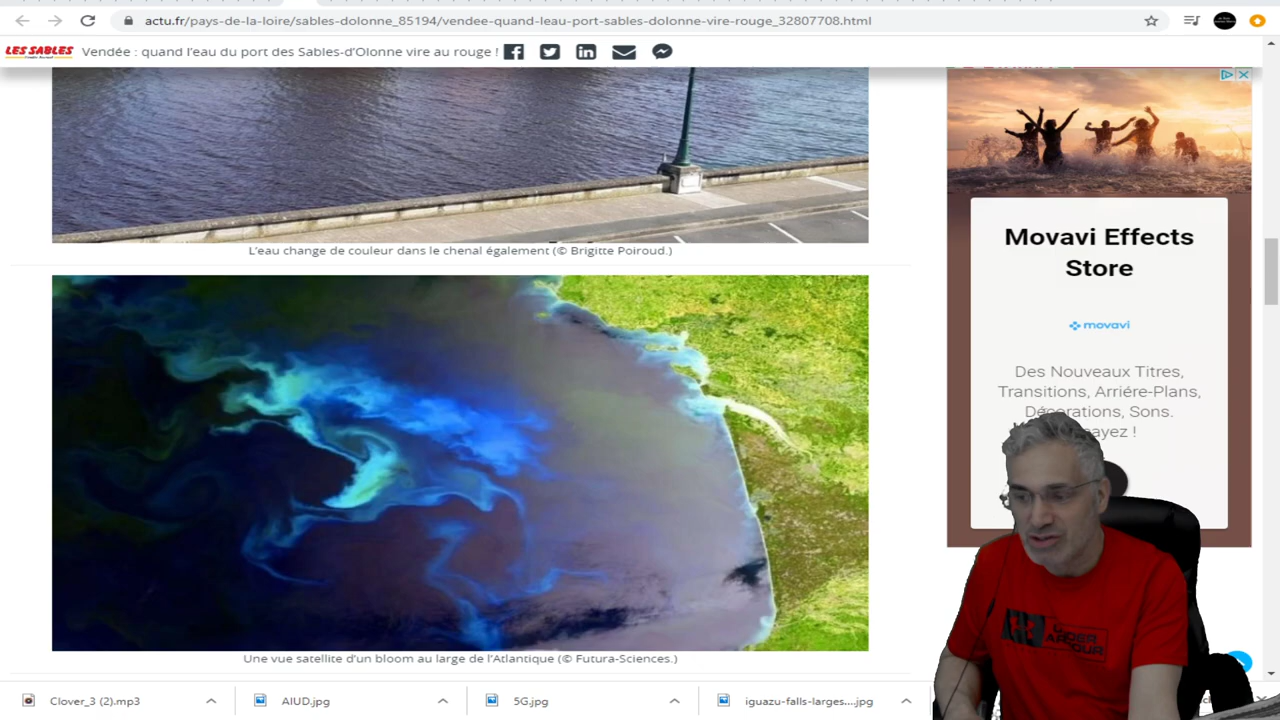 actu.fr/pays-de-la-loire/sables-dolonne_85194/vendee-quand-leau-port-sables-dolonne-vire-rouge_32807708.html
LES SABLES
Vendée : quand l'eau du port des Sables-d'Olonne vire au rouge !
L'eau change de couleur dans le chenal également (© Brigitte Poiroud.)
Movavi Effects
Store
movavi
Des Nouveaux Titres,
Transitions, Arriére-Plans,
Décorations, Sons.
ayez !
Une vue satellite d'un bloom au large de l'Atlantique (© Futura-Sciences.)
UNDER
ARMOUR
Clover_3 (2).mp3
AIUD.jpg
5G.jpg
iguazu-falls-larges....jpg